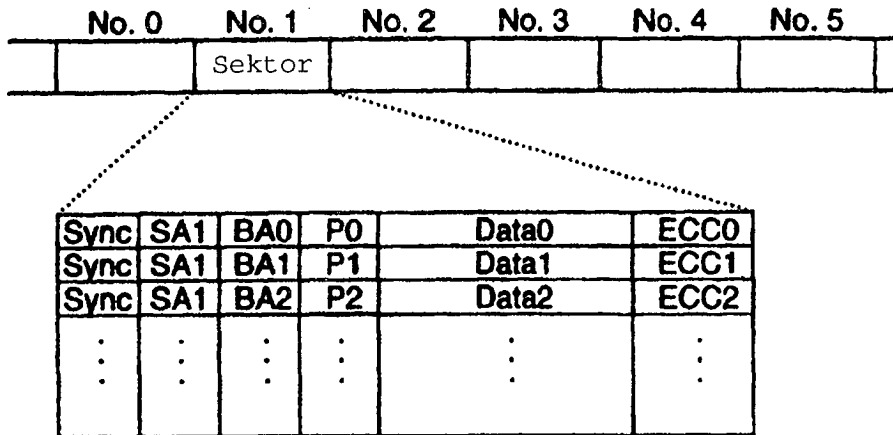 No. 0 No. 1 No. 2 No. 3 No. 4 No. 5
Sektor
Sync SA1 BA0 P0 Data0 ECC0
Sync SA1 BA1 P1 Data1 ECC1
Sync SA1 BA2 P2 Data2 ECC2